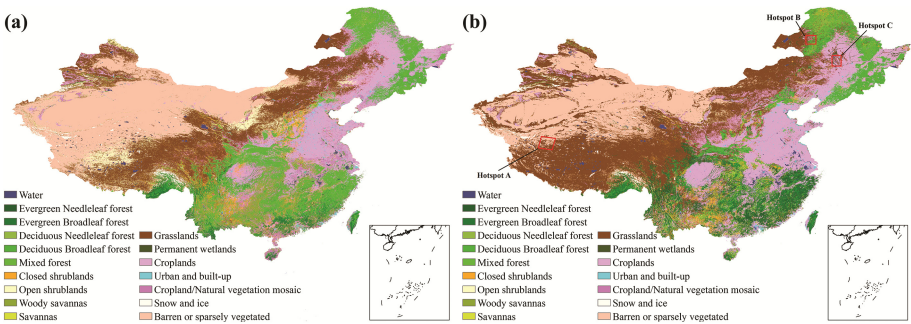 (a)
Water
Evergreen Needleleaf forest
Evergreen Broadleaf forest
Deciduous Needleleaf forest
Deciduous Broadleaf forest
Mixed forest
Closed shrublands
Open shrublands
Woody savannas
Savannas
Grasslands
Permanent wetlands
Croplands
Urban and built-up
Cropland/Natural vegetation mosaic
Snow and ice
Barren or sparsely vegetated
(b)
Hotspot B
Hotspot C
Hotspot A
Water
Evergreen Needleleaf forest
Evergreen Broadleaf forest
Deciduous Needleleaf forest
Deciduous Broadleaf forest
Mixed forest
Closed shrublands
Open shrublands
Woody savannas
Savannas
Grasslands
Permanent wetlands
Croplands
Urban and built-up
Cropland/Natural vegetation mosaic
Snow and ice
Barren or sparsely vegetated